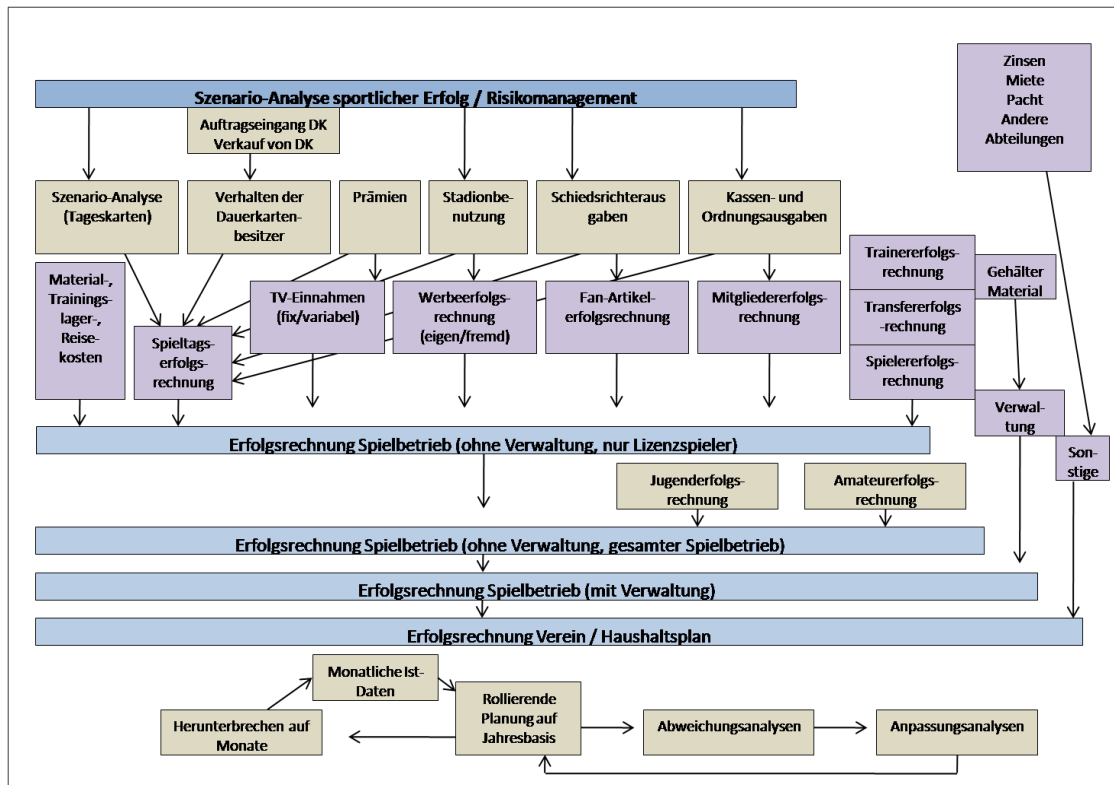 Zinsen
Miete
Pacht
Andere
Abteilungen
Szenario-Analyse sportlicher Erfolg / Risikomanagement
Auftragseingang DK
Verkauf von DK
Szenario-Analyse
(Tageskarten)
Verhalten der
Dauerkarten-
besitzer
Prämien
Stadionbe-
nutzung
Schiedsrichteraus
gaben
Kassen- und
Ordnungsausgaben
Material-,
Trainings-
lager-,
Reise-
kosten
Spieltags-
erfolgs-
rechnung
TV-Einnahmen
(fix/variabel)
Werbeerfolgs-
rechnung
(eigen/fremd)
Fan-Artikel-
erfolgsrechnung
Mitgliedererfolgs-
rechnung
Trainererfolgs-
rechnung
Transfererfolgs
-rechnung
Spielererfolgs-
rechnung
Gehälter
Material
Verwal-
tung
Son-
stige
Erfolgsrechnung Spielbetrieb (ohne Verwaltung, nur Lizenzspieler)
Jugenderfolgs-
rechnung
Amateurerfolgs-
rechnung
Erfolgsrechnung Spielbetrieb (ohne Verwaltung, gesamter Spielbetrieb)
Erfolgsrechnung Spielbetrieb (mit Verwaltung)
Erfolgsrechnung Verein / Haushaltsplan
Monatliche Ist-
Daten
Herunterbrechen auf
Monate
Rollierende
Planung auf
Jahresbasis
Abweichungsanalysen
Anpassungsanalysen